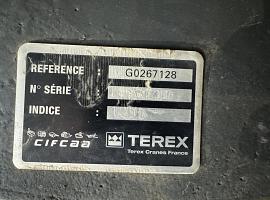 REFERENCE G0267128
N° SÉRIE
INDICE
CIFCAA TEREX
Terex Cranes France